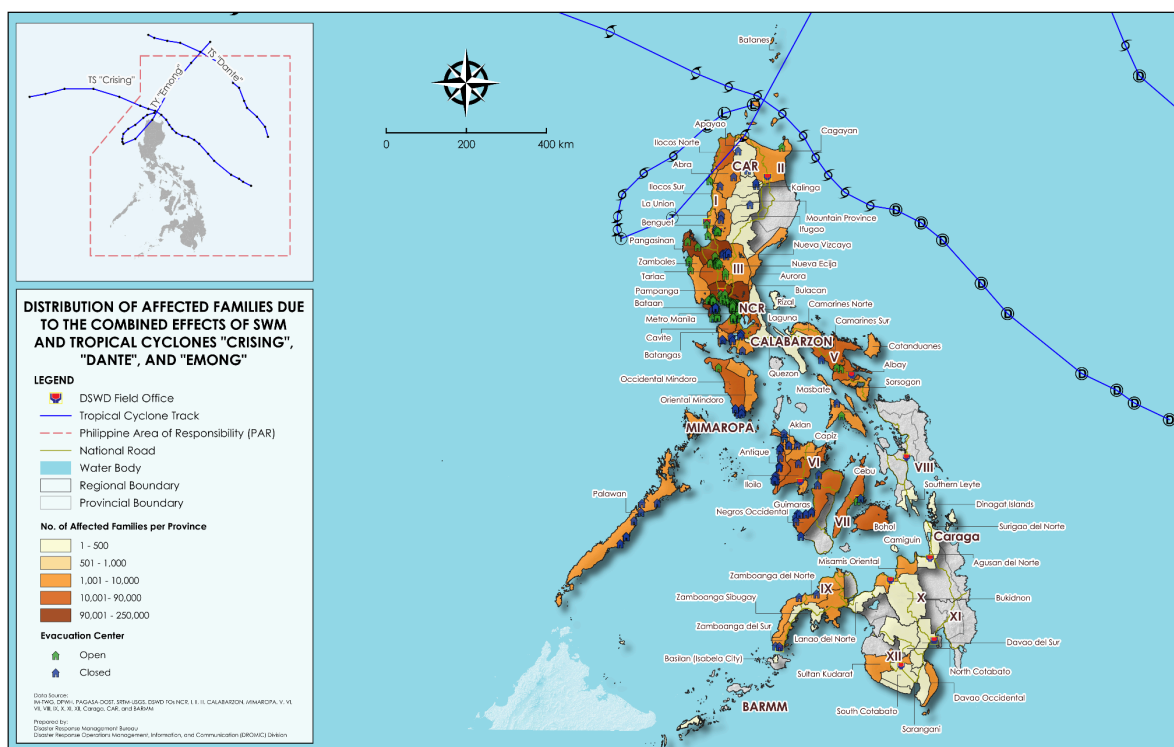 TS "Crising"
TY "Emong"
TS "Dante"
DISTRIBUTION OF AFFECTED FAMILIES DUE
TO THE COMBINED EFFECTS OF SWM
AND TROPICAL CYCLONES "CRISING",
"DANTE", AND "EMONG"
LEGEND
DSWD Field Office
Tropical Cyclone Track
Philippine Area of Responsibility (PAR)
National Road
Water Body
Regional Boundary
Provincial Boundary
No. of Affected Families per Province
1 - 500
501 - 1,000
1,001 - 10,000
10,001- 90,000
90,001 - 250,000
Evacuation Center
Open
Closed
Data Source:
Prepared by:
Disaster Response Management Bureau
Disaster Response Operations Management, Information, and Communication (DROMIC) Division
0 200 400 km
Batanes
Apayao
Cagayan
Ilocos Norte
CAR
II
Abra
Kalinga
Ilocos Sur
I
La Union
Mountain Province
Benguet
Ifugao
Pangasinan
Nueva Vizcaya
Zambales
III
Nueva Ecija
Tarlac
Aurora
Pampanga
Bulacan
Bataan
Rizal
NCR
Metro Manila
Laguna
Camarines Norte
Cavite
CALABARZON
Camarines Sur
Batangas
V
Catanduanes
Albay
Quezon
Occidental Mindoro
Masbate
Sorsogon
Oriental Mindoro
MIMAROPA
Aklan
Capiz
Antique
VI
Cebu
VIII
Iloilo
Southern Leyte
Palawan
Guimaras
Dinagat Islands
Negros Occidental
VII
Bohol
Surigao del Norte
Camiguin
Caraga
Misamis Oriental
Agusan del Norte
Zamboanga del Norte
IX
Zamboanga Sibugay
X
Bukidnon
Zamboanga del Sur
XI
Lanao del Norte
Davao del Sur
Basilan (Isabela City)
XII
North Cotabato
Sultan Kudarat
Davao Occidental
South Cotabato
BARMM
Sarangani